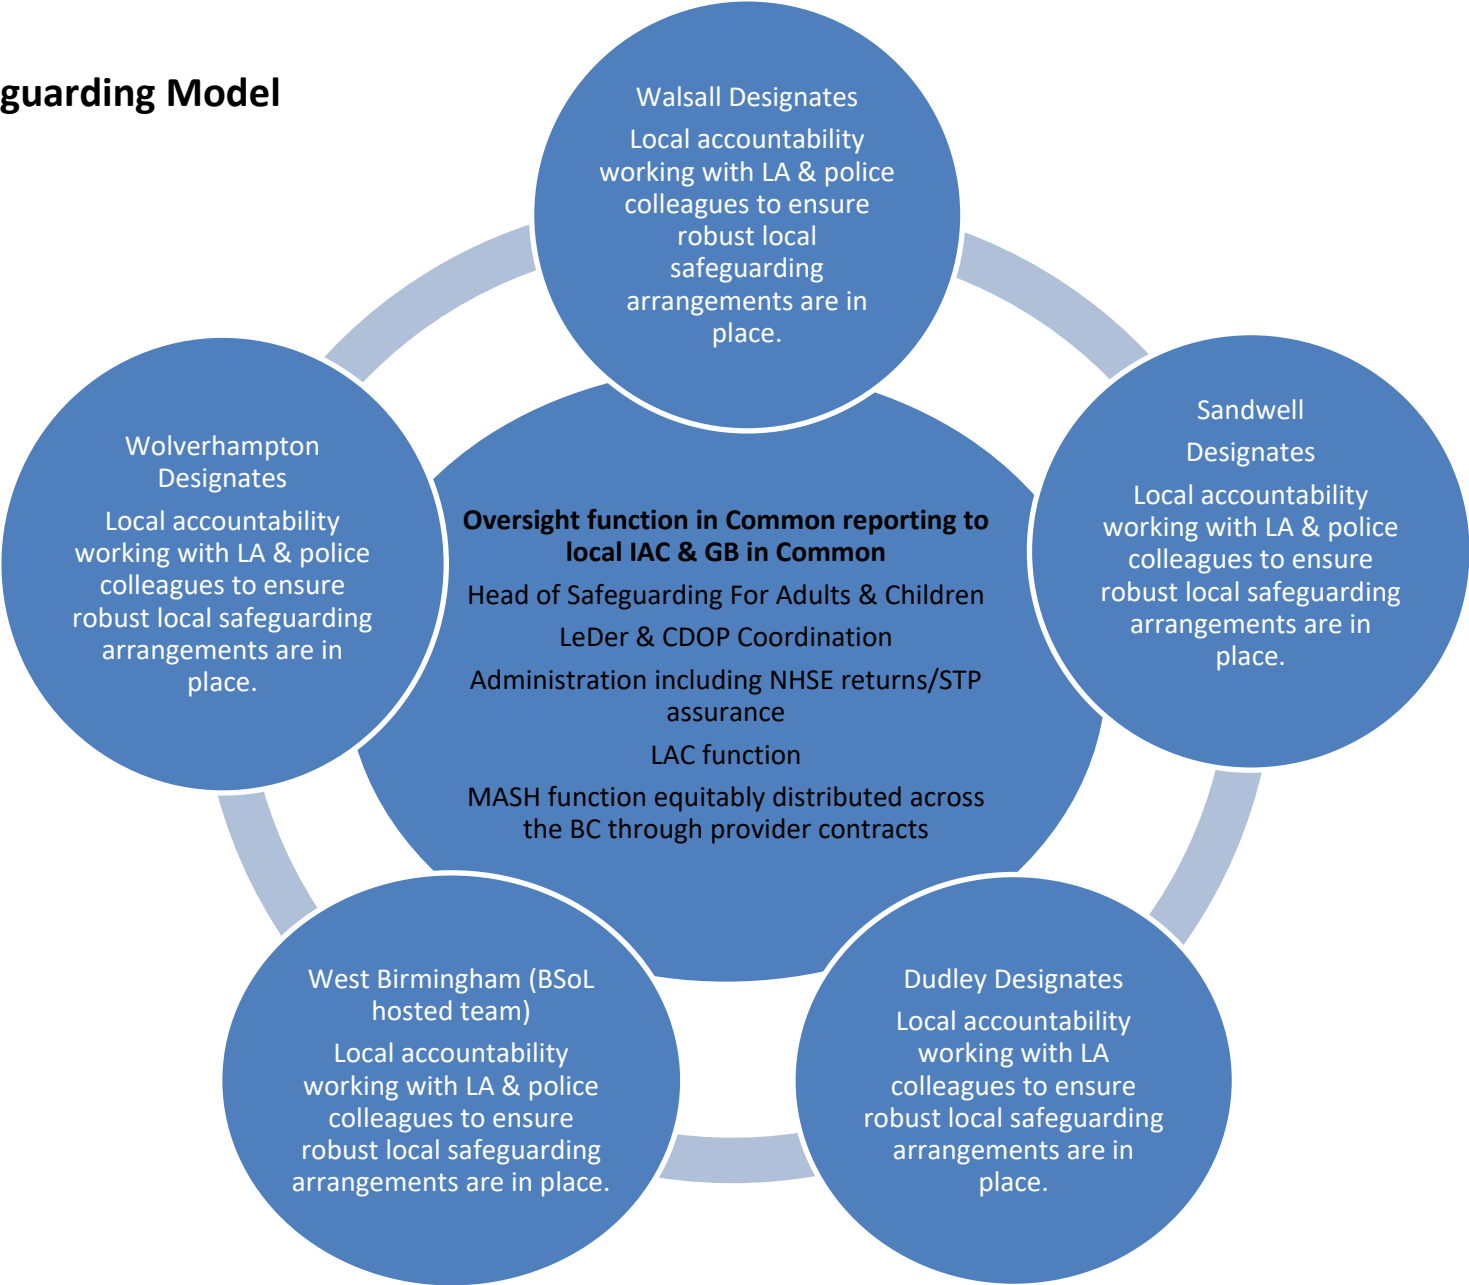 guarding Model
Walsall Designates
Local accountability
working with LA & police
colleagues to ensure
robust local
safeguarding
arrangements are in
place.
Sandwell
Designates
Local accountability
working with LA & police
colleagues to ensure
robust local safeguarding
arrangements are in
place.
Wolverhampton
Designates
Local accountability
working with LA & police
colleagues to ensure
robust local safeguarding
arrangements are in
place.
Oversight function in Common reporting to
local IAC & GB in Common
Head of Safeguarding For Adults & Children
LeDer & CDOP Coordination
Administration including NHSE returns/STP
assurance
LAC function
MASH function equitably distributed across
the BC through provider contracts
West Birmingham (BSoL
hosted team)
Local accountability
working with LA & police
colleagues to ensure
robust local safeguarding
arrangements are in place.
Dudley Designates
Local accountability
working with LA
colleagues to ensure
robust local safeguarding
arrangements are in
place.